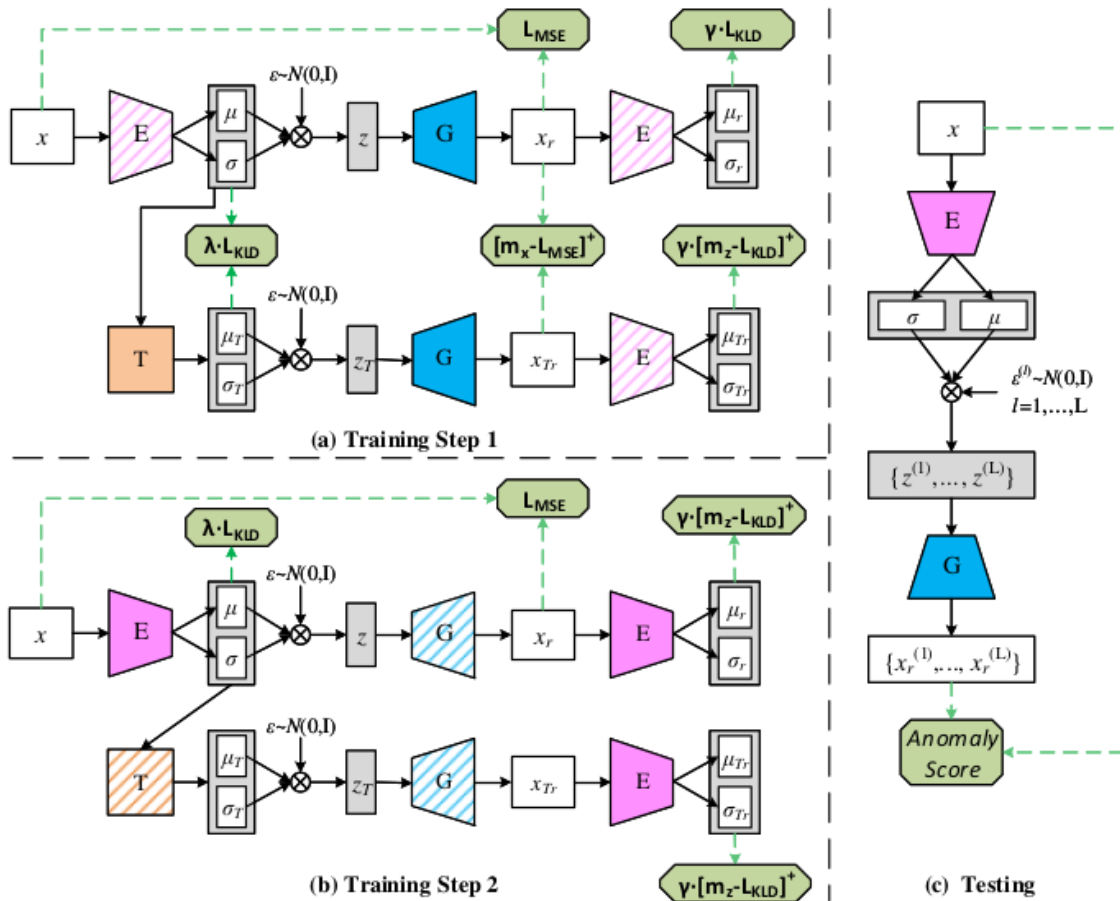 L_MSE
γ·L_KLD
ε~N(0,I)
x
E
μ
σ
z
G
x_r
E
μ_r
σ_r
λ·L_KLD
[m_x-L_MSE]^+
γ·[m_z-L_KLD]^+
ε~N(0,I)
T
μ_T
σ_T
z_T
G
x_Tr
E
μ_Tr
σ_Tr
(a) Training Step 1
L_MSE
γ·[m_z-L_KLD]^+
λ·L_KLD
ε~N(0,I)
x
E
μ
σ
z
G
x_r
E
μ_r
σ_r
ε~N(0,I)
T
μ_T
σ_T
z_T
G
x_Tr
E
μ_Tr
σ_Tr
γ·[m_z-L_KLD]^+
(b) Training Step 2
x
E
σ
μ
ε^(l)~N(0,I)
l=1,...,L
{z^(1),..., z^(L)}
G
{x_r^(1),..., x_r^(L)}
Anomaly
Score
(c) Testing